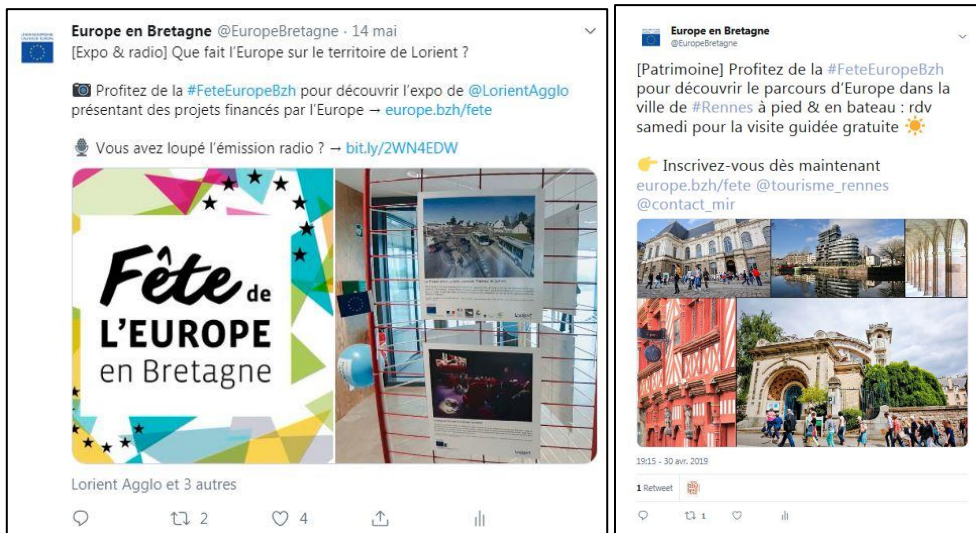 Europe en Bretagne @EuropeBretagne · 14 mai
[Expo & radio] Que fait l'Europe sur le territoire de Lorient ?
📷 Profitez de la #FeteEuropeBzh pour découvrir l'expo de @LorientAgglo
présentant des projets financés par l'Europe → europe.bzh/fete
🎙 Vous avez loupé l'émission radio ? → bit.ly/2WN4EDW
Fête de
L'EUROPE
en Bretagne
Lorient Agglo et 3 autres
2 4
Europe en Bretagne
@EuropeBretagne
[Patrimoine] Profitez de la #FeteEuropeBzh
pour découvrir le parcours d'Europe dans la
ville de #Rennes à pied & en bateau : rdv
samedi pour la visite guidée gratuite ☀
👉 Inscrivez-vous dès maintenant
europe.bzh/fete @tourisme_rennes
@contact_mir
19:15 - 30 avr. 2019
1 Retweet
1